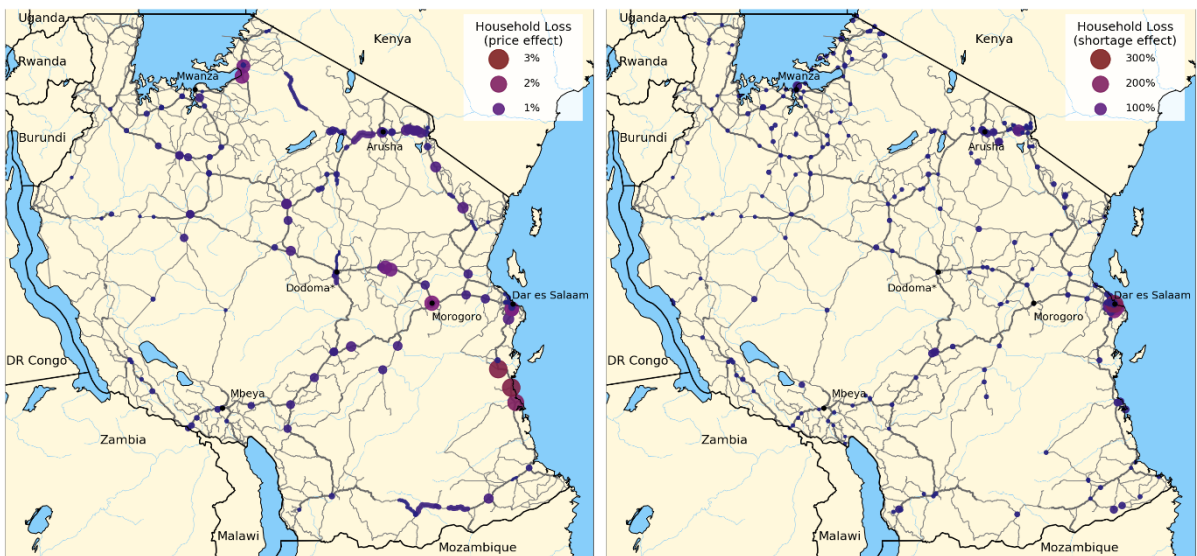 Uganda
Kenya
Rwanda
Mwanza
Burundi
Arusha
Dodoma*
Dar es Salaam
Morogoro
DR Congo
Mbeya
Zambia
Malawi
Mozambique
Household Loss
(price effect)
3%
2%
1%
Uganda
Kenya
Rwanda
Mwanza
Burundi
Arusha
Dodoma*
Dar es Salaam
Morogoro
DR Congo
Mbeya
Zambia
Malawi
Mozambique
Household Loss
(shortage effect)
300%
200%
100%